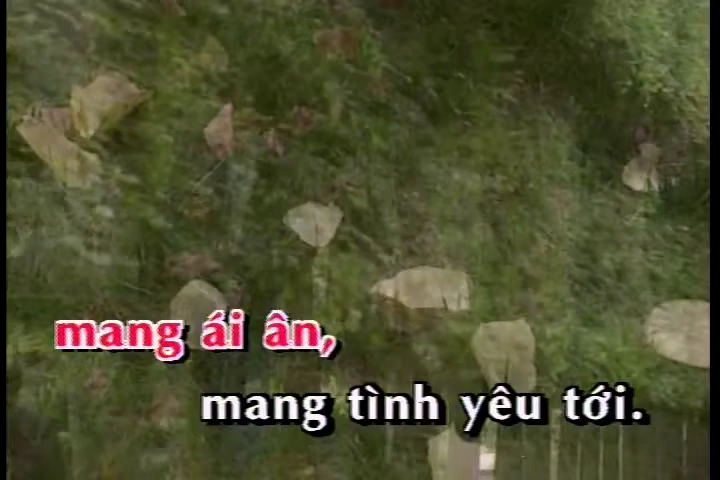 mang ái ân,
mang tình yêu tới.